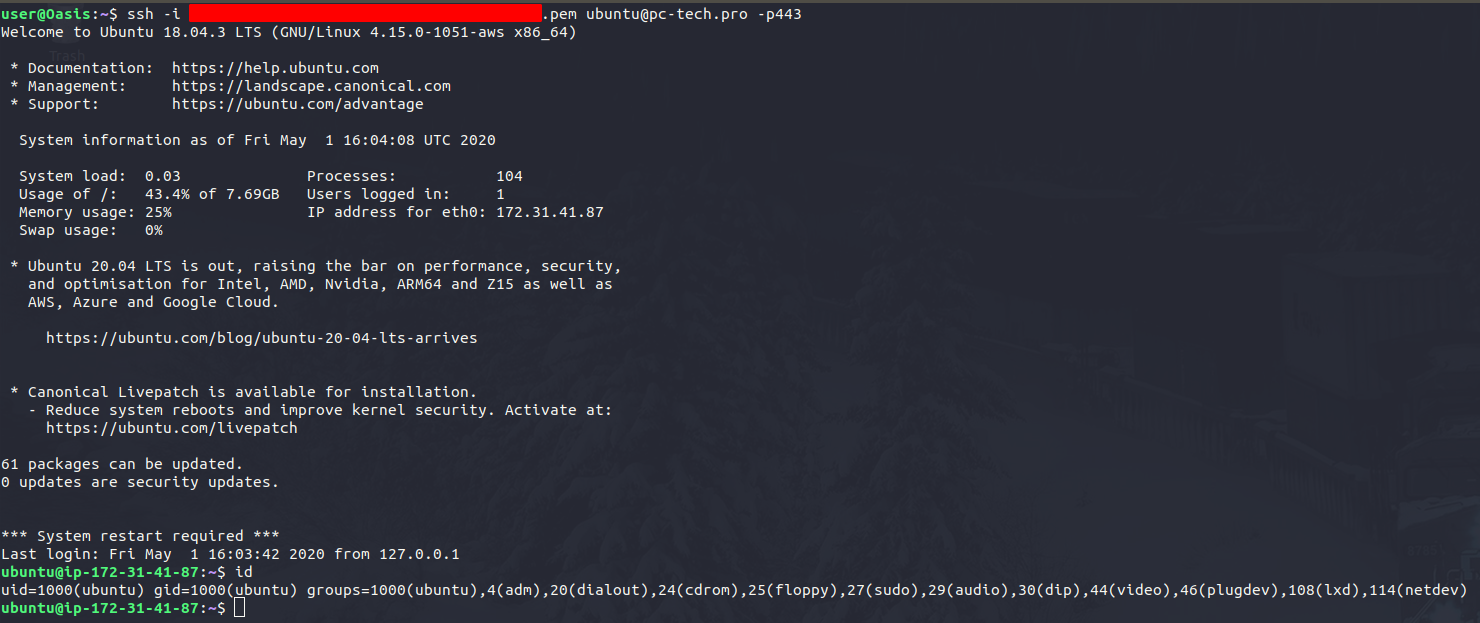 user@Oasis:~$ ssh -i .pem ubuntu@pc-tech.pro -p443
Welcome to Ubuntu 18.04.3 LTS (GNU/Linux 4.15.0-1051-aws x86_64)
Trash
* Documentation:  https://help.ubuntu.com
* Management:     https://landscape.canonical.com
* Support:        https://ubuntu.com/advantage
System information as of Fri May  1 16:04:08 UTC 2020
System load:  0.03              Processes:           104
Usage of /:   43.4% of 7.69GB   Users logged in:     1
Memory usage: 25%               IP address for eth0: 172.31.41.87
Swap usage:   0%
* Ubuntu 20.04 LTS is out, raising the bar on performance, security,
and optimisation for Intel, AMD, Nvidia, ARM64 and Z15 as well as
AWS, Azure and Google Cloud.
https://ubuntu.com/blog/ubuntu-20-04-lts-arrives
* Canonical Livepatch is available for installation.
- Reduce system reboots and improve kernel security. Activate at:
https://ubuntu.com/livepatch
61 packages can be updated.
0 updates are security updates.
*** System restart required ***
Last login: Fri May  1 16:03:42 2020 from 127.0.0.1
ubuntu@ip-172-31-41-87:~$ id
uid=1000(ubuntu) gid=1000(ubuntu) groups=1000(ubuntu),4(adm),20(dialout),24(cdrom),25(floppy),27(sudo),29(audio),30(dip),44(video),46(plugdev),108(lxd),114(netdev)
ubuntu@ip-172-31-41-87:~$